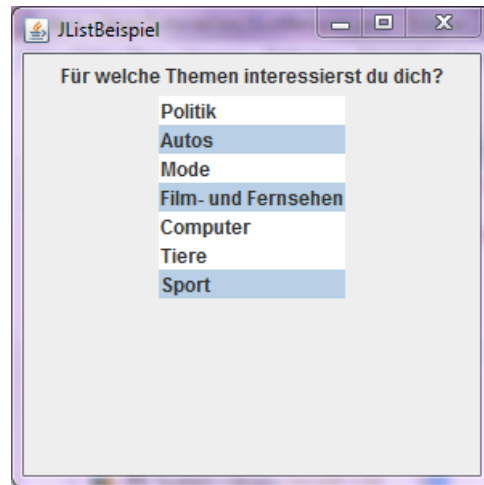 JListBeispiel
Für welche Themen interessierst du dich?
Politik
Autos
Mode
Film- und Fernsehen
Computer
Tiere
Sport